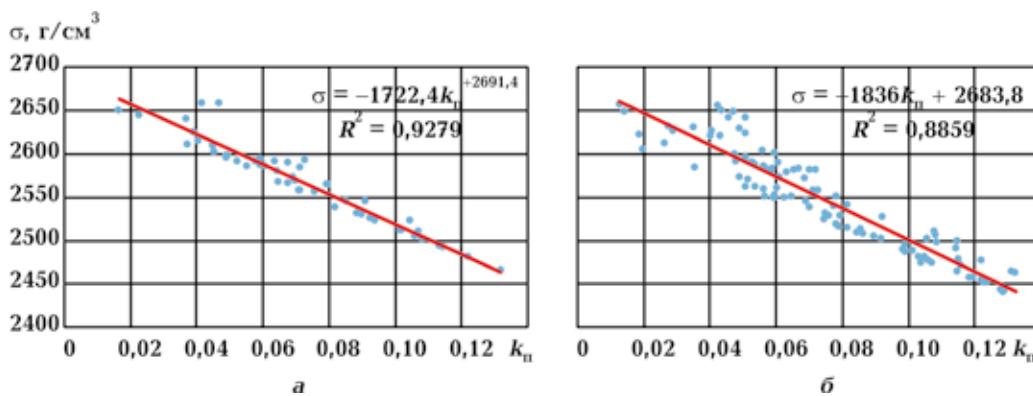 σ, г/см³
2700
2650
2600
2550
2500
2450
2400
σ = −1722,4kп +2691,4
R² = 0,9279
0 0,02 0,04 0,06 0,08 0,10 0,12 kп
а
σ = −1836kп + 2683,8
R² = 0,8859
0 0,02 0,04 0,06 0,08 0,10 0,12 kп
б